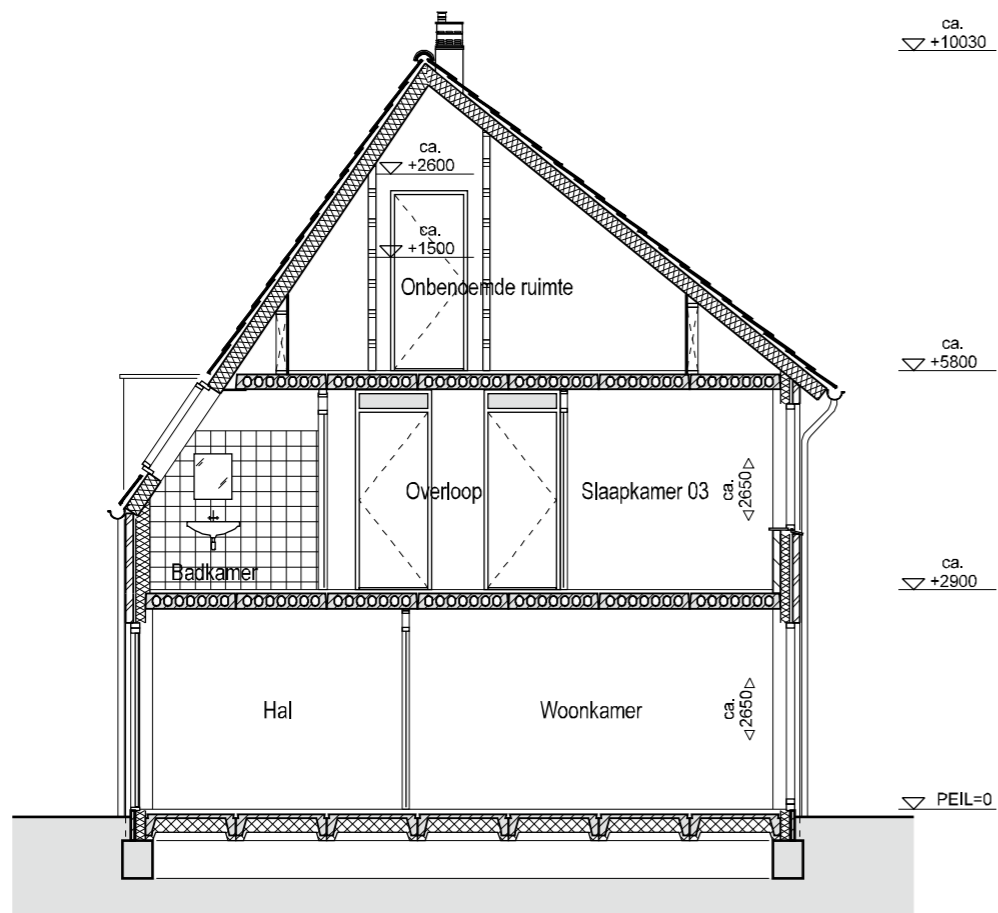 ca.
+10030
ca.
+2600
ca.
+1500
Onbenoemde ruimte
ca.
+5800
Overloop
Slaapkamer 03
ca.
2650
Badkamer
ca.
+2900
Hal
Woonkamer
ca.
2650
PEIL=0